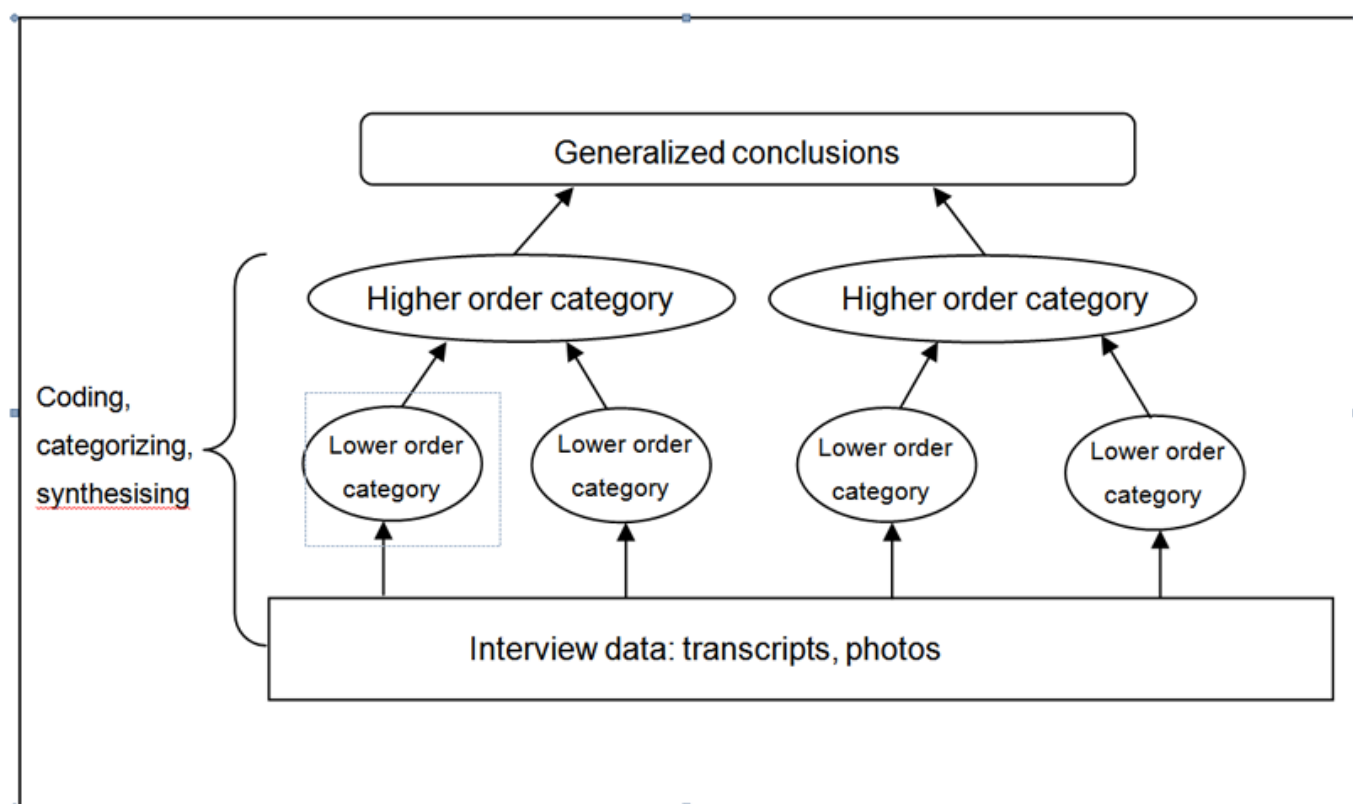 Generalized conclusions
Higher order category
Higher order category
Coding,
categorizing,
synthesising
Lower order
category
Lower order
category
Lower order
category
Lower order
category
Interview data: transcripts, photos